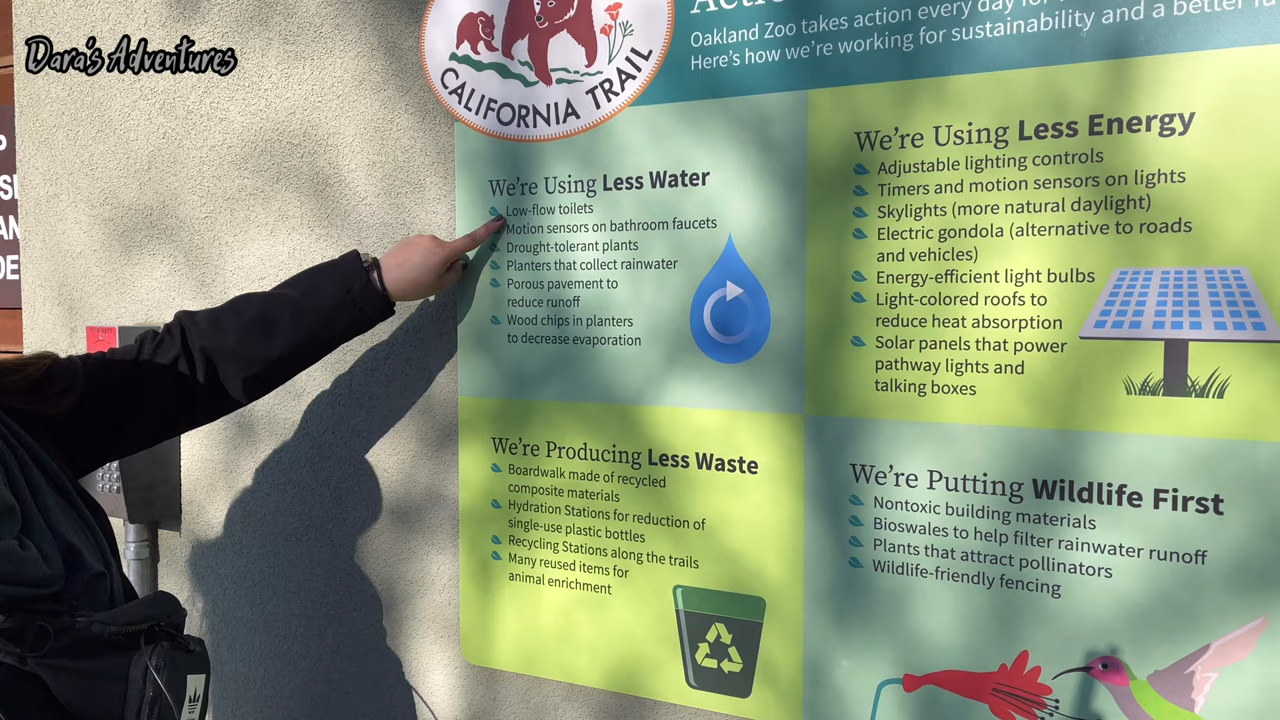 Dara's Adventures
CALIFORNIA TRAIL
Oakland Zoo takes action every day for
Here's how we're working for sustainability and a better
We're Using Less Water
Low-flow toilets
Motion sensors on bathroom faucets
Drought-tolerant plants
Planters that collect rainwater
Porous pavement to
reduce runoff
Wood chips in planters
to decrease evaporation
We're Using Less Energy
Adjustable lighting controls
Timers and motion sensors on lights
Skylights (more natural daylight)
Electric gondola (alternative to roads
and vehicles)
Energy-efficient light bulbs
Light-colored roofs to
reduce heat absorption
Solar panels that power
pathway lights and
talking boxes
We're Producing Less Waste
Boardwalk made of recycled
composite materials
Hydration Stations for reduction of
single-use plastic bottles
Recycling Stations along the trails
Many reused items for
animal enrichment
We're Putting Wildlife First
Nontoxic building materials
Bioswales to help filter rainwater runoff
Plants that attract pollinators
Wildlife-friendly fencing